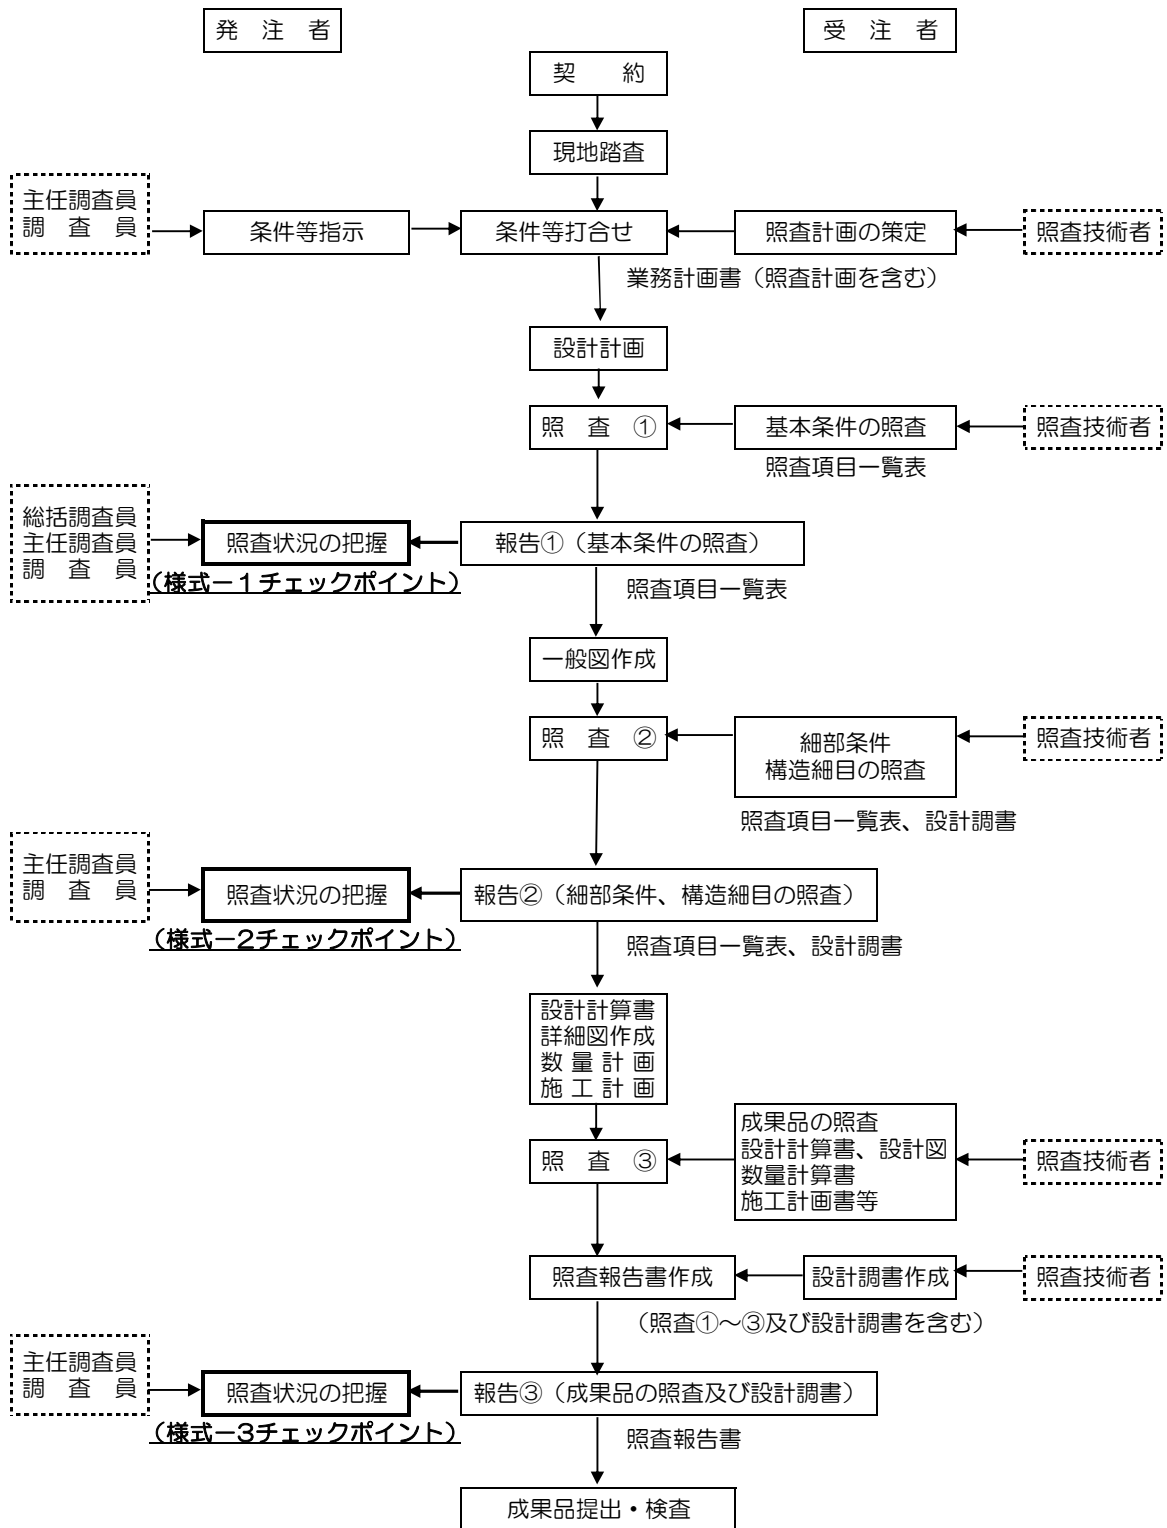 発　注　者
受　注　者
契　　約
現地踏査
主任調査員
調　査　員
条件等指示
条件等打合せ
照査計画の策定
照査技術者
業務計画書（照査計画を含む）
設計計画
照　査　①
基本条件の照査
照査技術者
照査項目一覧表
総括調査員
主任調査員
調　査　員
照査状況の把握
報告①（基本条件の照査）
（様式－１チェックポイント）
照査項目一覧表
一般図作成
照　査　②
細部条件
構造細目の照査
照査技術者
照査項目一覧表、設計調書
主任調査員
調　査　員
照査状況の把握
報告②（細部条件、構造細目の照査）
（様式－2チェックポイント）
照査項目一覧表、設計調書
設計計算書
詳細図作成
数 量 計 画
施 工 計 画
照　査　③
成果品の照査
設計計算書、設計図
数量計算書
施工計画書等
照査技術者
照査報告書作成
設計調書作成
照査技術者
（照査①～③及び設計調書を含む）
主任調査員
調　査　員
照査状況の把握
報告③（成果品の照査及び設計調書）
（様式－3チェックポイント）
照査報告書
成果品提出・検査